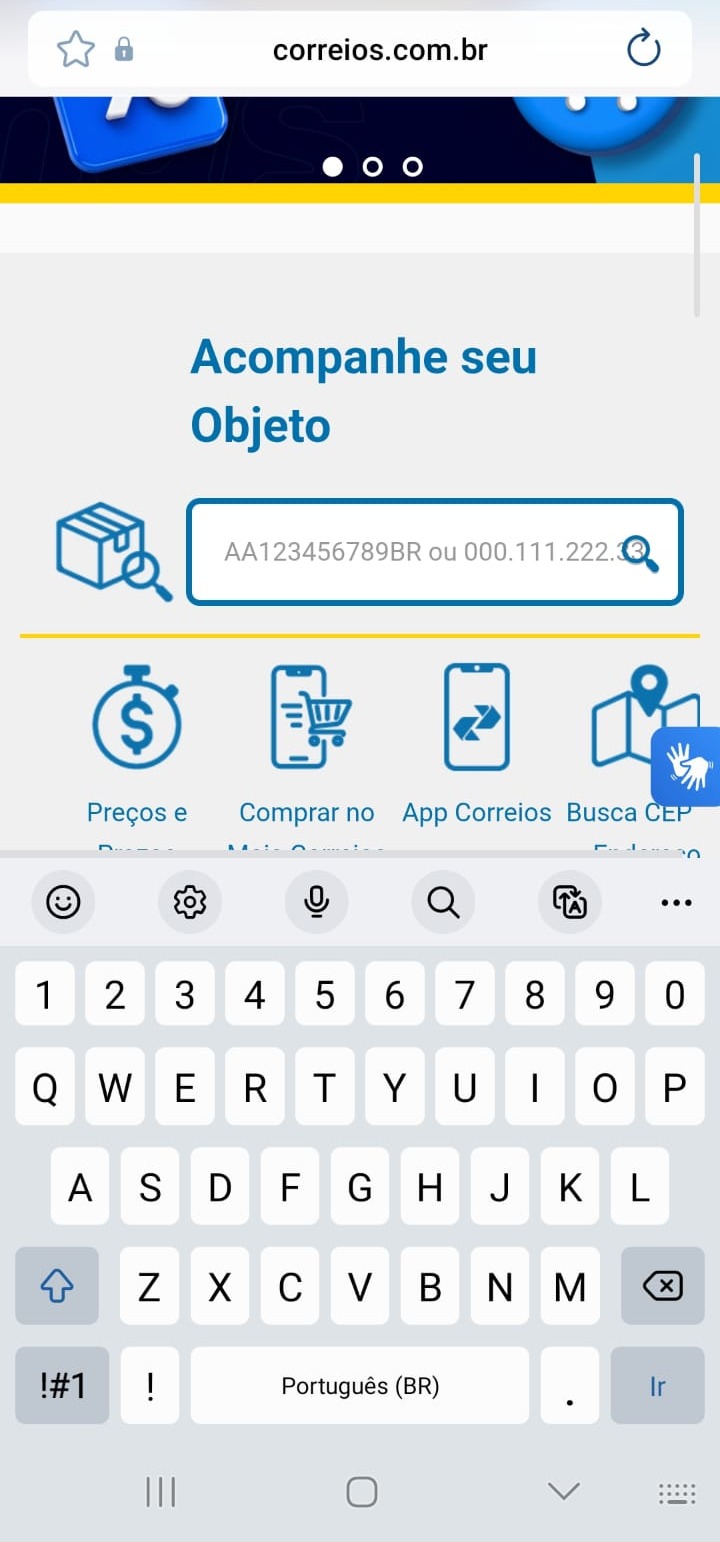 correios.com.br
Acompanhe seu
Objeto
AA123456789BR ou 000.111.222.33
Preços e
Comprar no
App Correios
Busca CEP
1 2 3 4 5 6 7 8 9 0
Q W E R T Y U I O P
A S D F G H J K L
Z X C V B N M
!#1 ! Português (BR) . Ir